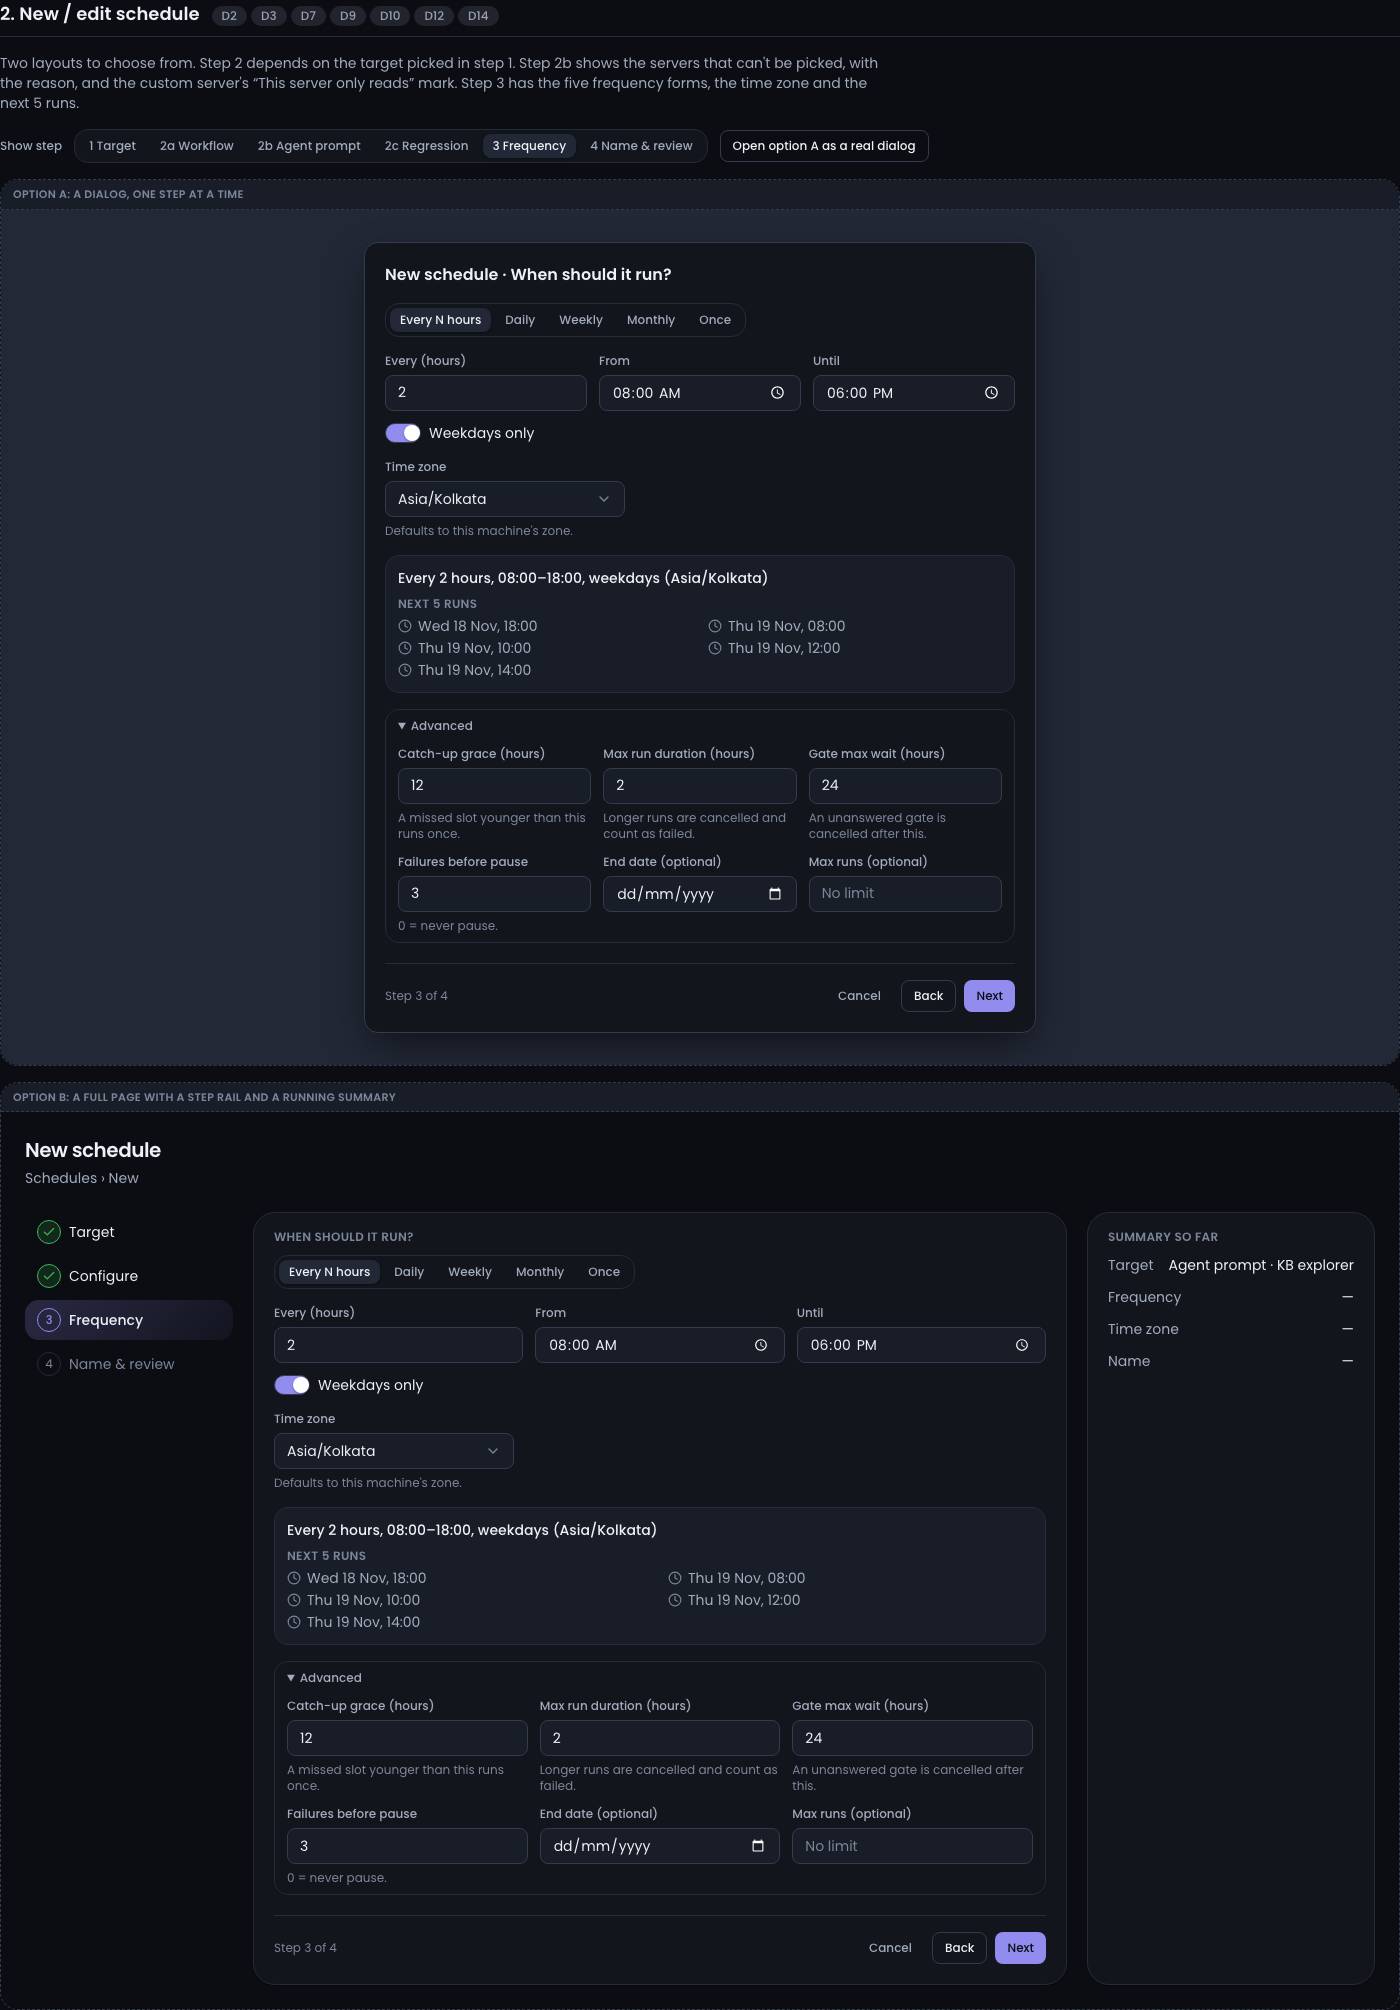 2. New / edit schedule D2 D3 D7 D9 D10 D12 D14
Two layouts to choose from. Step 2 depends on the target picked in step 1. Step 2b shows the servers that can't be picked, with
the reason, and the custom server's “This server only reads” mark. Step 3 has the five frequency forms, the time zone and the
next 5 runs.
Show step 1 Target 2a Workflow 2b Agent prompt 2c Regression 3 Frequency 4 Name & review Open option A as a real dialog
OPTION A: A DIALOG, ONE STEP AT A TIME
New schedule · When should it run?
Every N hours Daily Weekly Monthly Once
Every (hours) From Until
2 08:00 AM 06:00 PM
Weekdays only
Time zone
Asia/Kolkata
Defaults to this machine's zone.
Every 2 hours, 08:00–18:00, weekdays (Asia/Kolkata)
NEXT 5 RUNS
Wed 18 Nov, 18:00 Thu 19 Nov, 08:00
Thu 19 Nov, 10:00 Thu 19 Nov, 12:00
Thu 19 Nov, 14:00
▼ Advanced
Catch-up grace (hours) Max run duration (hours) Gate max wait (hours)
12 2 24
A missed slot younger than this Longer runs are cancelled and An unanswered gate is
runs once. count as failed. cancelled after this.
Failures before pause End date (optional) Max runs (optional)
3 dd/mm/yyyy No limit
0 = never pause.
Step 3 of 4 Cancel Back Next
OPTION B: A FULL PAGE WITH A STEP RAIL AND A RUNNING SUMMARY
New schedule
Schedules › New
Target
Configure
3 Frequency
4 Name & review
WHEN SHOULD IT RUN?
Every N hours Daily Weekly Monthly Once
Every (hours) From Until
2 08:00 AM 06:00 PM
Weekdays only
Time zone
Asia/Kolkata
Defaults to this machine's zone.
Every 2 hours, 08:00–18:00, weekdays (Asia/Kolkata)
NEXT 5 RUNS
Wed 18 Nov, 18:00 Thu 19 Nov, 08:00
Thu 19 Nov, 10:00 Thu 19 Nov, 12:00
Thu 19 Nov, 14:00
▼ Advanced
Catch-up grace (hours) Max run duration (hours) Gate max wait (hours)
12 2 24
A missed slot younger than this runs Longer runs are cancelled and count as An unanswered gate is cancelled after
once. failed. this.
Failures before pause End date (optional) Max runs (optional)
3 dd/mm/yyyy No limit
0 = never pause.
Step 3 of 4 Cancel Back Next
SUMMARY SO FAR
Target Agent prompt · KB explorer
Frequency —
Time zone —
Name —